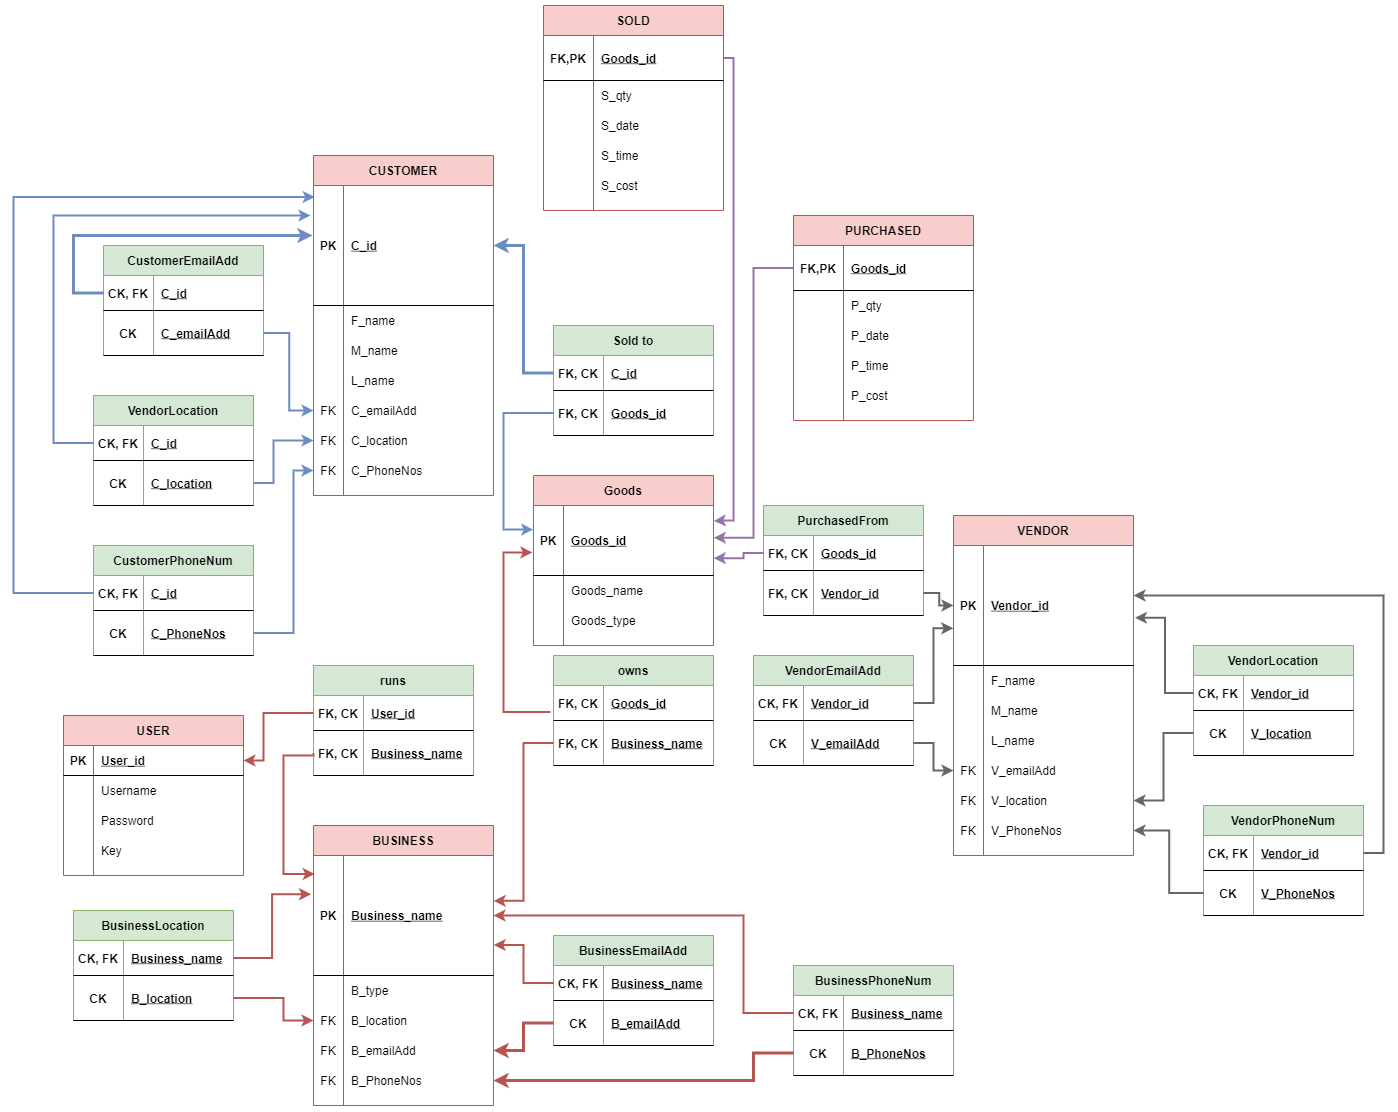 SOLD
FK,PK Goods_id
S_qty
S_date
S_time
S_cost
CUSTOMER
PK C_id
F_name
M_name
L_name
FK C_emailAdd
FK C_location
FK C_PhoneNos
PURCHASED
FK,PK Goods_id
P_qty
P_date
P_time
P_cost
CustomerEmailAdd
CK, FK C_id
CK C_emailAdd
Sold to
FK, CK C_id
FK, CK Goods_id
VendorLocation
CK, FK C_id
CK C_location
Goods
PK Goods_id
Goods_name
Goods_type
PurchasedFrom
FK, CK Goods_id
FK, CK Vendor_id
VENDOR
PK Vendor_id
F_name
M_name
L_name
FK V_emailAdd
FK V_location
FK V_PhoneNos
CustomerPhoneNum
CK, FK C_id
CK C_PhoneNos
runs
FK, CK User_id
FK, CK Business_name
owns
FK, CK Goods_id
FK, CK Business_name
VendorEmailAdd
CK, FK Vendor_id
CK V_emailAdd
VendorLocation
CK, FK Vendor_id
CK V_location
USER
PK User_id
Username
Password
Key
VendorPhoneNum
CK, FK Vendor_id
CK V_PhoneNos
BUSINESS
PK Business_name
B_type
FK B_location
FK B_emailAdd
FK B_PhoneNos
BusinessLocation
CK, FK Business_name
CK B_location
BusinessEmailAdd
CK, FK Business_name
CK B_emailAdd
BusinessPhoneNum
CK, FK Business_name
CK B_PhoneNos